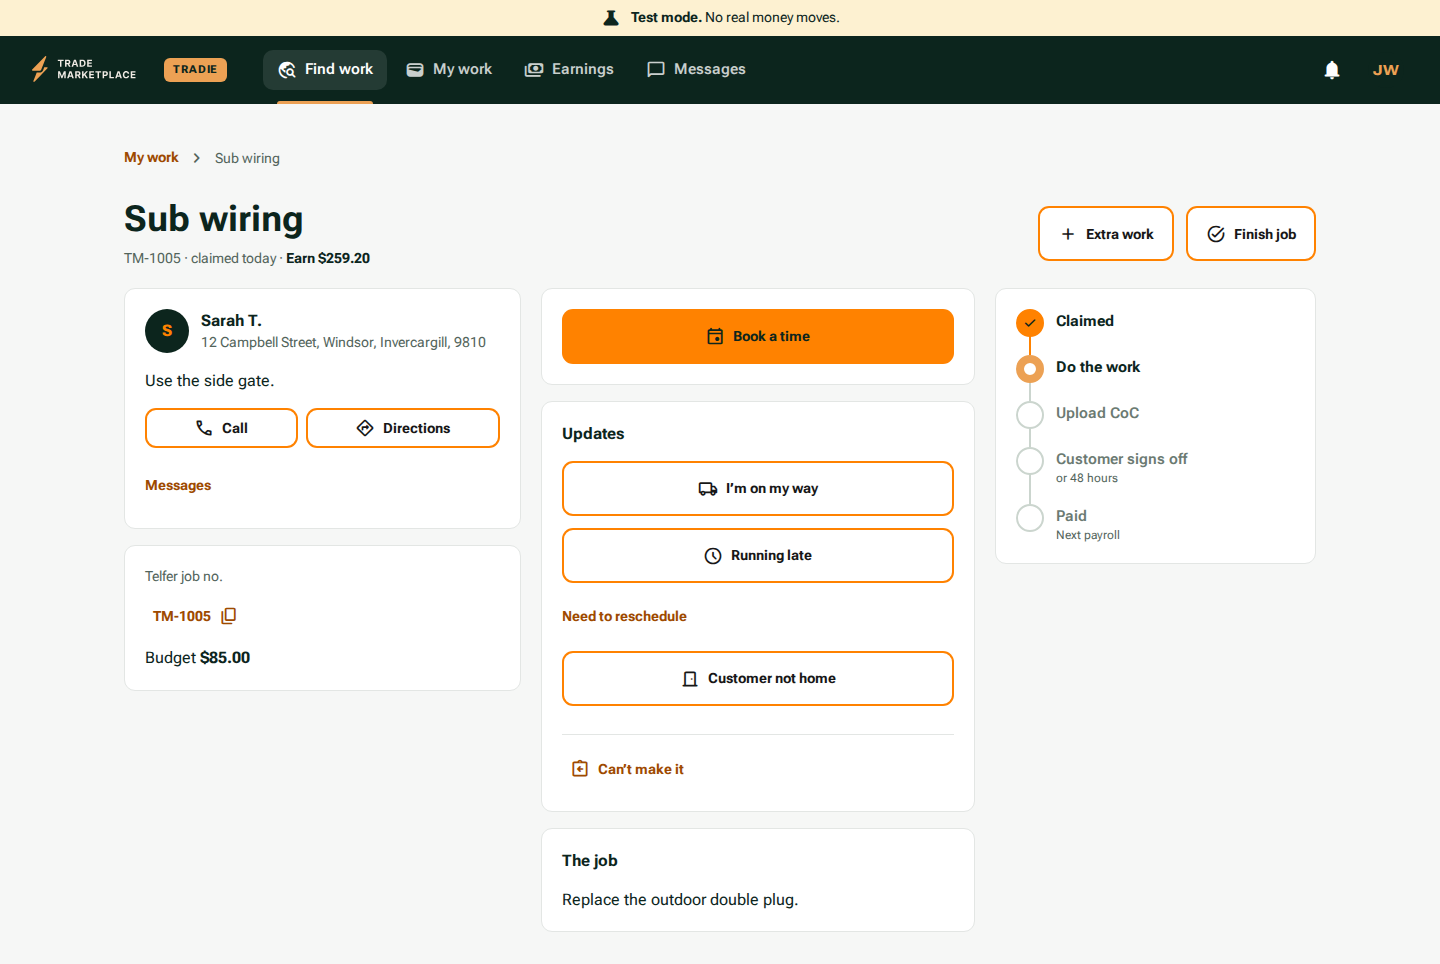 Test mode. No real money moves.
TRADE
MARKETPLACE
TRADIE
Find work
My work
Earnings
Messages
JW
My work
Sub wiring
Sub wiring
TM-1005 · claimed today · Earn $259.20
Extra work
Finish job
S
Sarah T.
12 Campbell Street, Windsor, Invercargill, 9810
Use the side gate.
Call
Directions
Messages
Telfer job no.
TM-1005
Budget $85.00
Book a time
Updates
I’m on my way
Running late
Need to reschedule
Customer not home
Can’t make it
The job
Replace the outdoor double plug.
Claimed
Do the work
Upload CoC
Customer signs off
or 48 hours
Paid
Next payroll